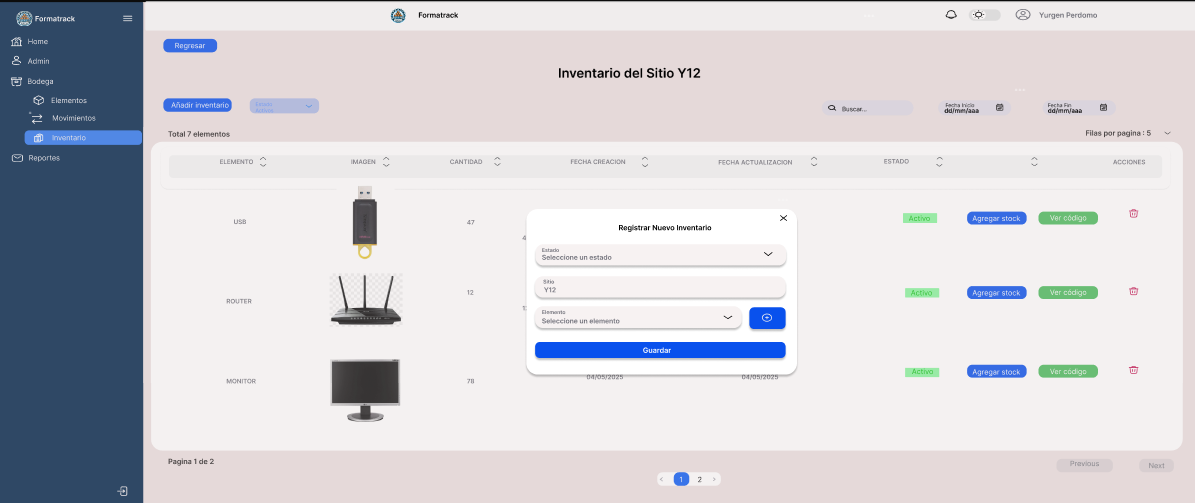 Formatrack
Formatrack
Yurgen Perdomo
Home
Admin
Bodega
Elementos
Movimientos
Inventario
Reportes
Regresar
Inventario del Sitio Y12
Añadir inventario
Buscar...
Fecha Inicio
dd/mm/aaa
Fecha Fin
dd/mm/aaa
Total 7 elementos
Filas por pagina : 5
ELEMENTO IMAGEN CANTIDAD FECHA CREACION FECHA ACTUALIZACION ESTADO ACCIONES
USB 47 Activo Agregar stock Ver código
ROUTER 12 Activo Agregar stock Ver código
MONITOR 78 04/05/2025 04/05/2025 Activo Agregar stock Ver código
Registrar Nuevo Inventario
Estado
Seleccione un estado
Sitio
Y12
Elemento
Seleccione un elemento
Guardar
Pagina 1 de 2
< 1 2 >
Previous
Next